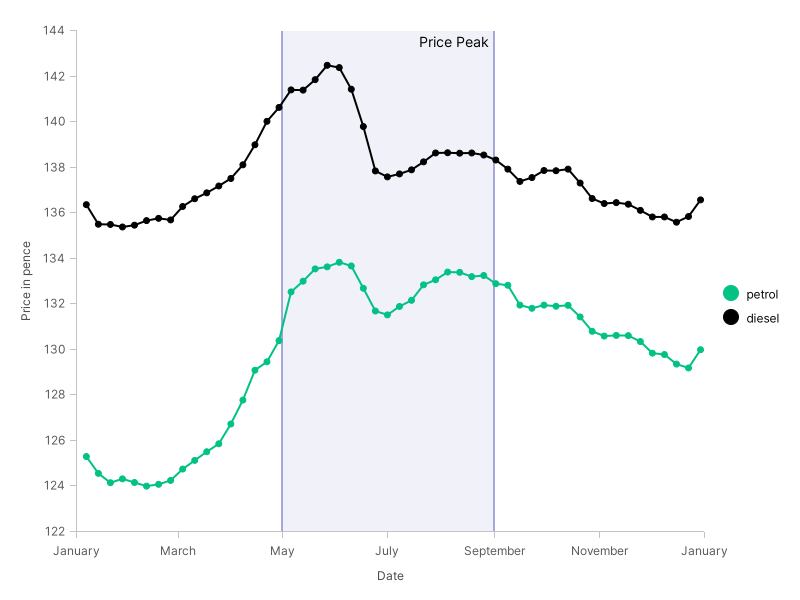 Price Peak
144
142
140
138
136
134
132
130
128
126
124
122
Price in pence
January March May July September November January
Date
petrol
diesel